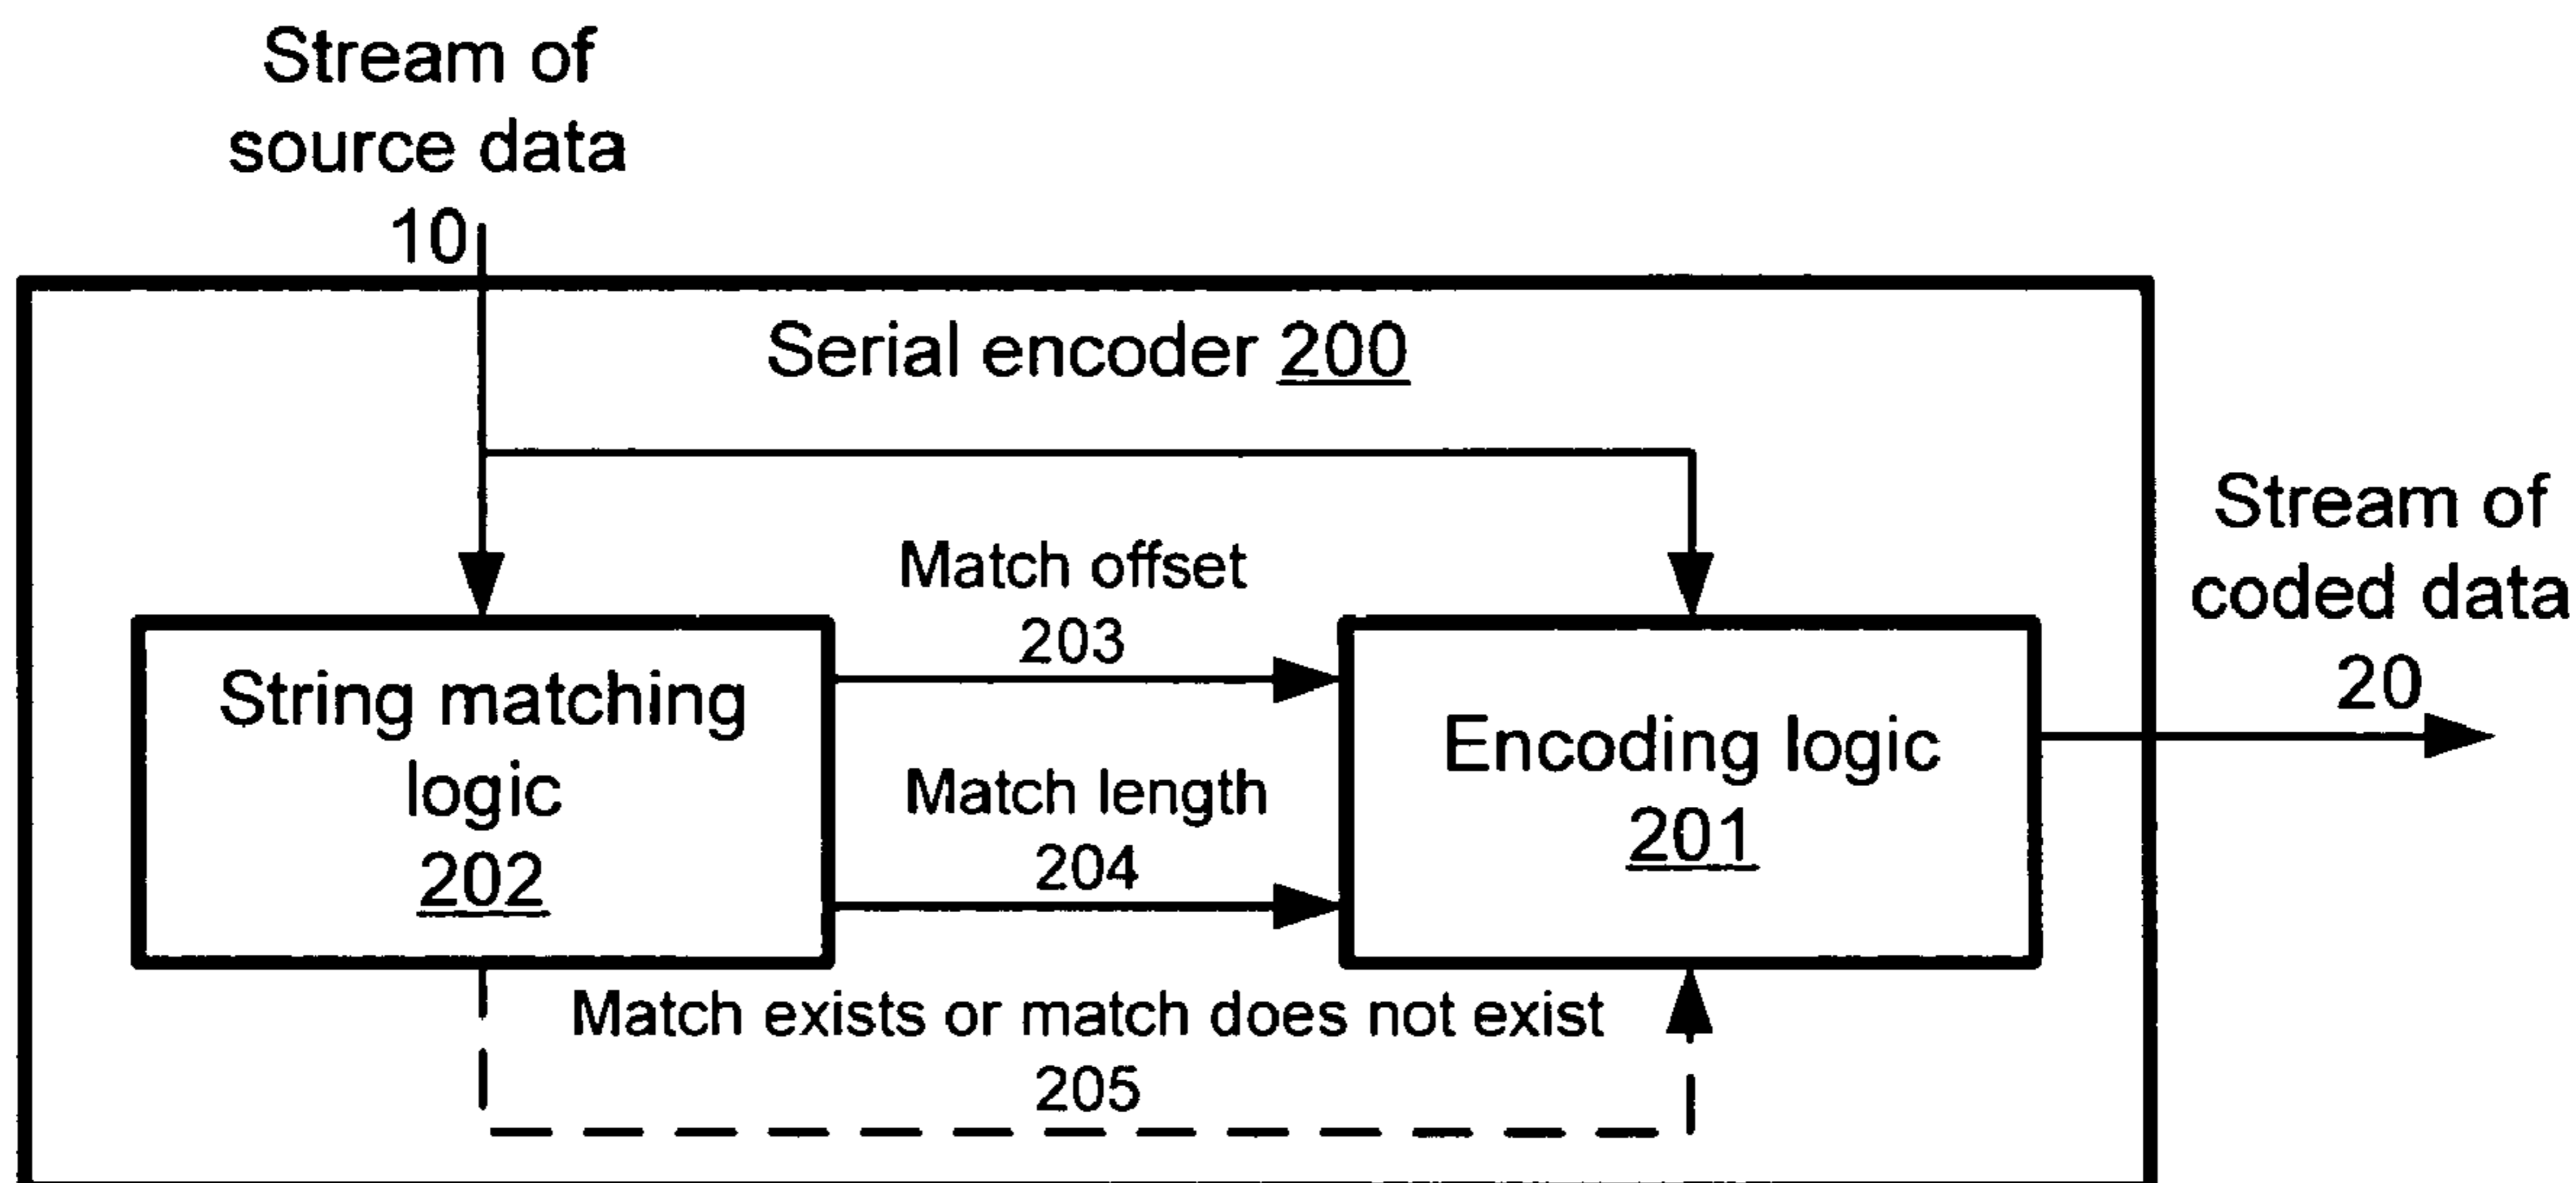 Stream of
source data
10
Serial encoder 200
Stream of
coded data
20
Match offset
203
String matching
logic
202
Match length
204
Encoding logic
201
Match exists or match does not exist
205